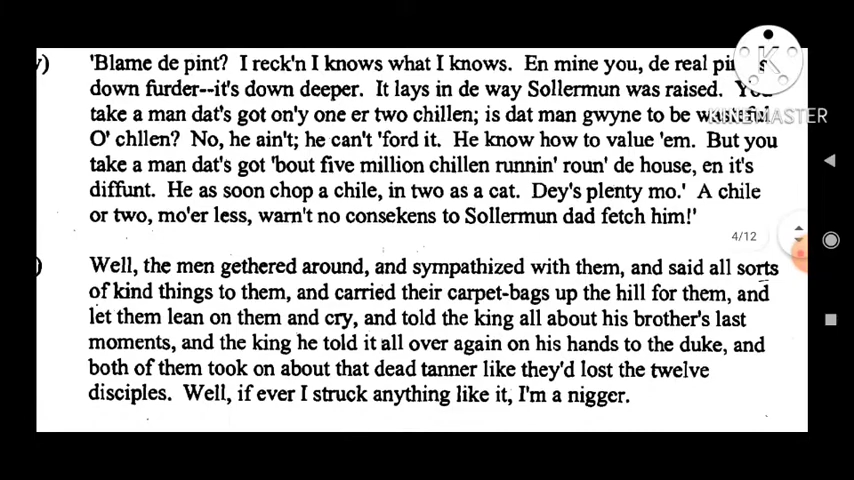 ') 'Blame de pint? I reck'n I knows what I knows. En mine you, de real
down furder--it's down deeper. It lays in de way Sollermun was raised. You
take a man dat's got on'y one er two chillen; is dat man gwyne to be wasteful
O' chllen? No, he ain't; he can't 'ford it. He know how to value 'em. But you
take a man dat's got 'bout five million chillen runnin' roun' de house, en it's
diffunt. He as soon chop a chile, in two as a cat. Dey's plenty mo.' A chile
or two, mo'er less, warn't no consekens to Sollermun dad fetch him!'
4/12
) Well, the men gethered around, and sympathized with them, and said all sorts
of kind things to them, and carried their carpet-bags up the hill for them, and
let them lean on them and cry, and told the king all about his brother's last
moments, and the king he told it all over again on his hands to the duke, and
both of them took on about that dead tanner like they'd lost the twelve
disciples. Well, if ever I struck anything like it, I'm a nigger.
K
KINEMASTER